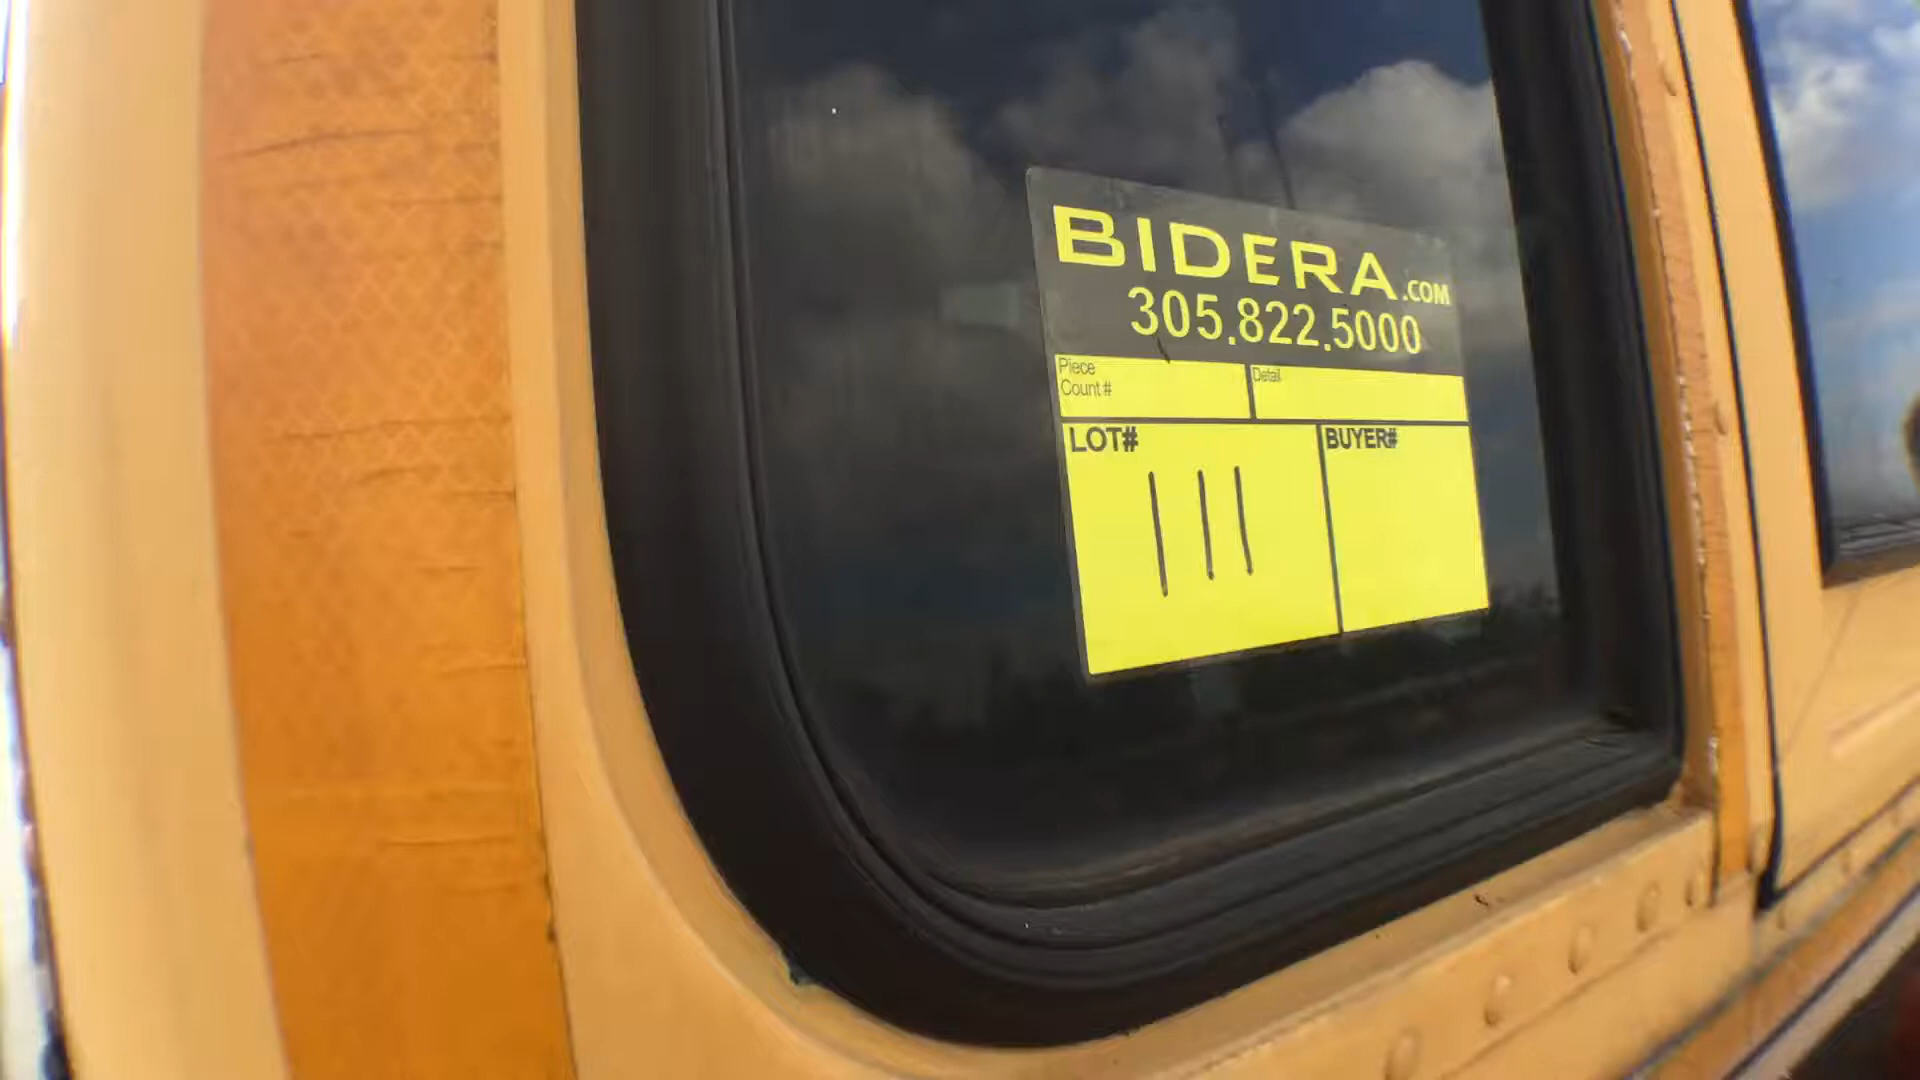 BIDERA.COM
305.822.5000
Piece
Count #
Detail
LOT#
BUYER#
111